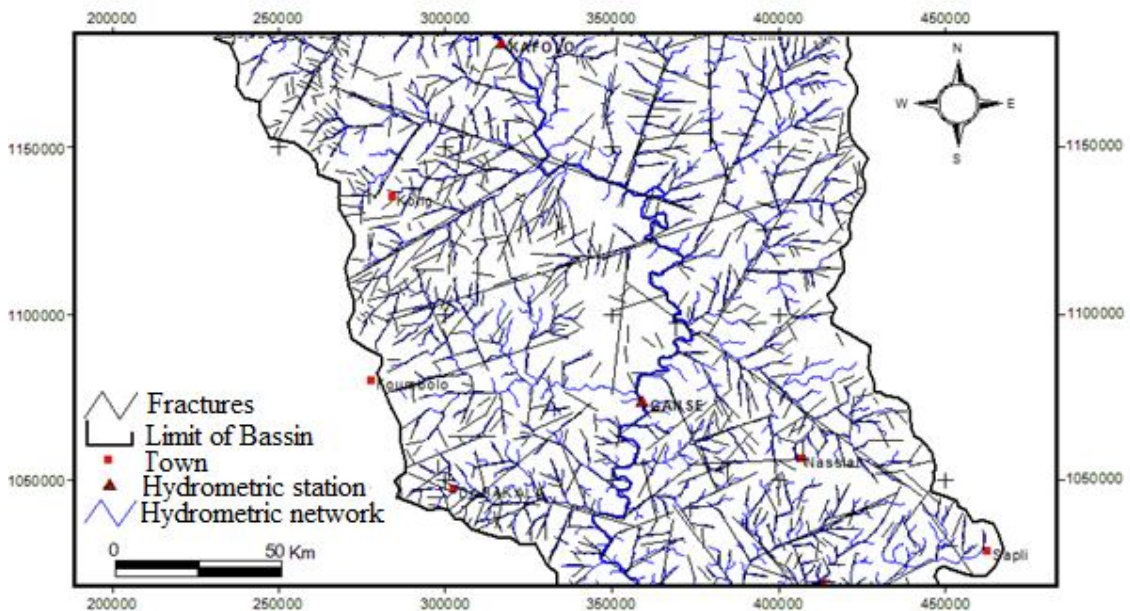 200000 250000 300000 350000 400000 450000
KAFOLO
N
W E
S
1150000 1150000
Kong
1100000 1100000
GANSE
Nassian
1050000 1050000
Sapli
Fractures
Limit of Bassin
Town
Hydrometric station
Hydrometric network
0 50 Km
200000 250000 300000 350000 400000 450000